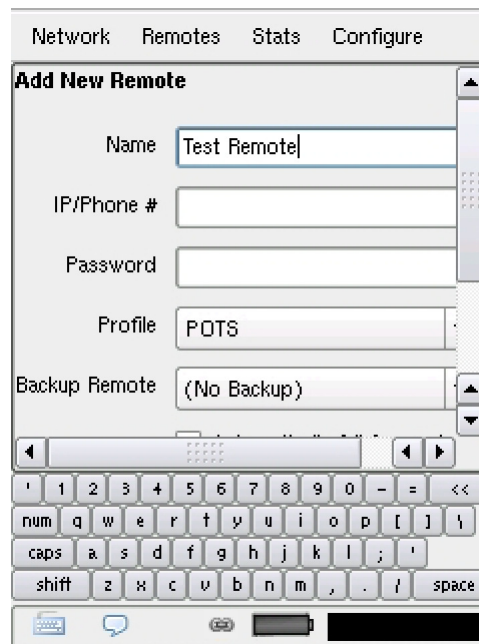 Network Remotes Stats Configure
Add New Remote
Name Test Remote
IP/Phone #
Password
Profile POTS
Backup Remote (No Backup)
' 1 2 3 4 5 6 7 8 9 0 - = <<
num q w e r t y u i o p [ ] \
caps a s d f g h j k l ; '
shift z x c v b n m , . / space